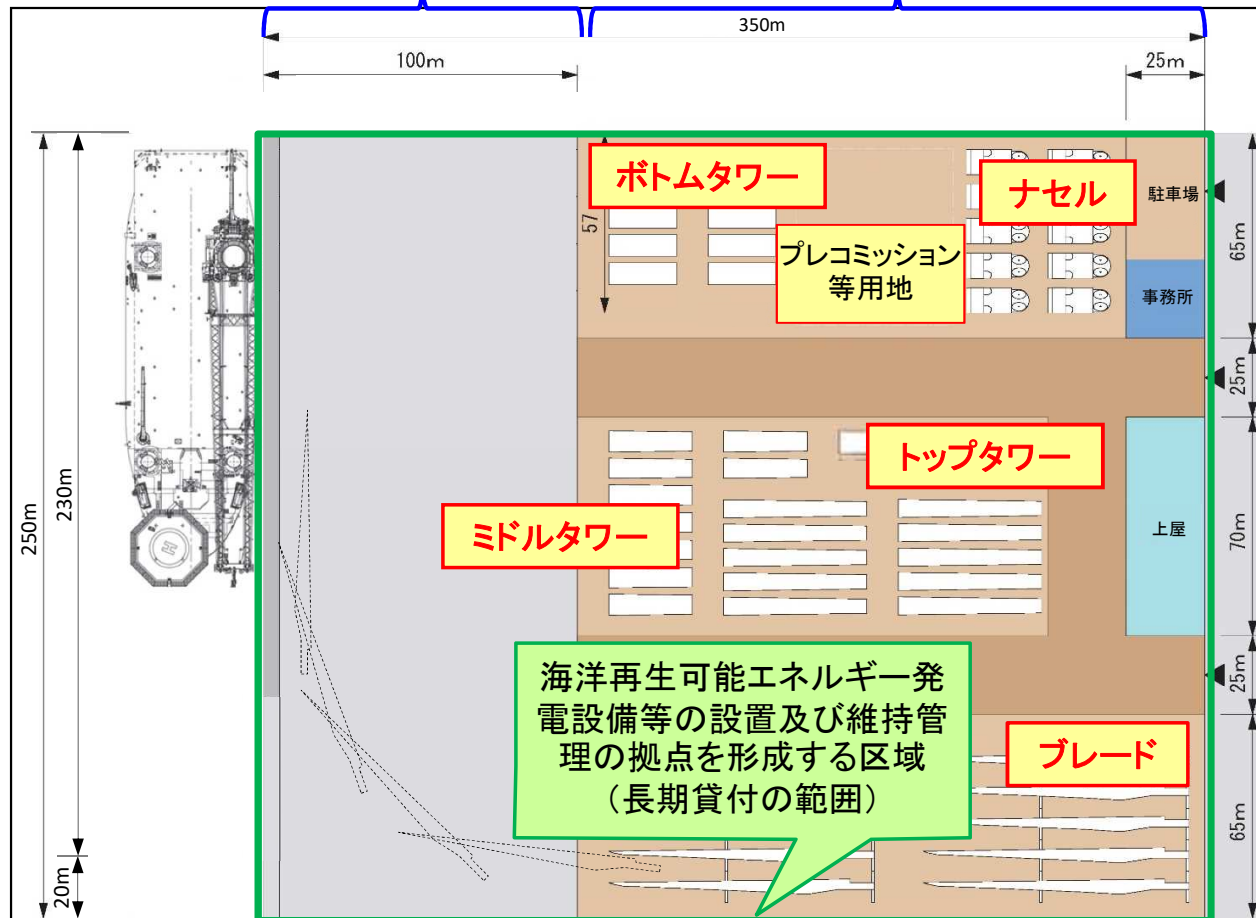 350m
100m
25m
ボトムタワー
ナセル
駐車場
57
プレコミッション
等用地
事務所
65m
25m
トップタワー
ミドルタワー
上屋
70m
250m
230m
25m
海洋再生可能エネルギー発
電設備等の設置及び維持管
理の拠点を形成する区域
（長期貸付の範囲）
ブレード
65m
20m
H